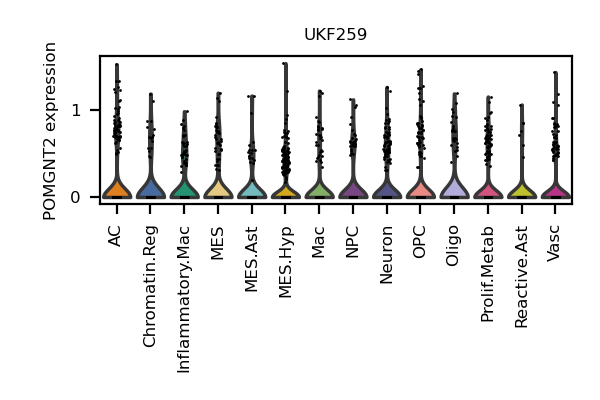 UKF259
POMGNT2 expression
1
0
AC
Chromatin.Reg
Inflammatory.Mac
MES
MES.Ast
MES.Hyp
Mac
NPC
Neuron
OPC
Oligo
Prolif.Metab
Reactive.Ast
Vasc